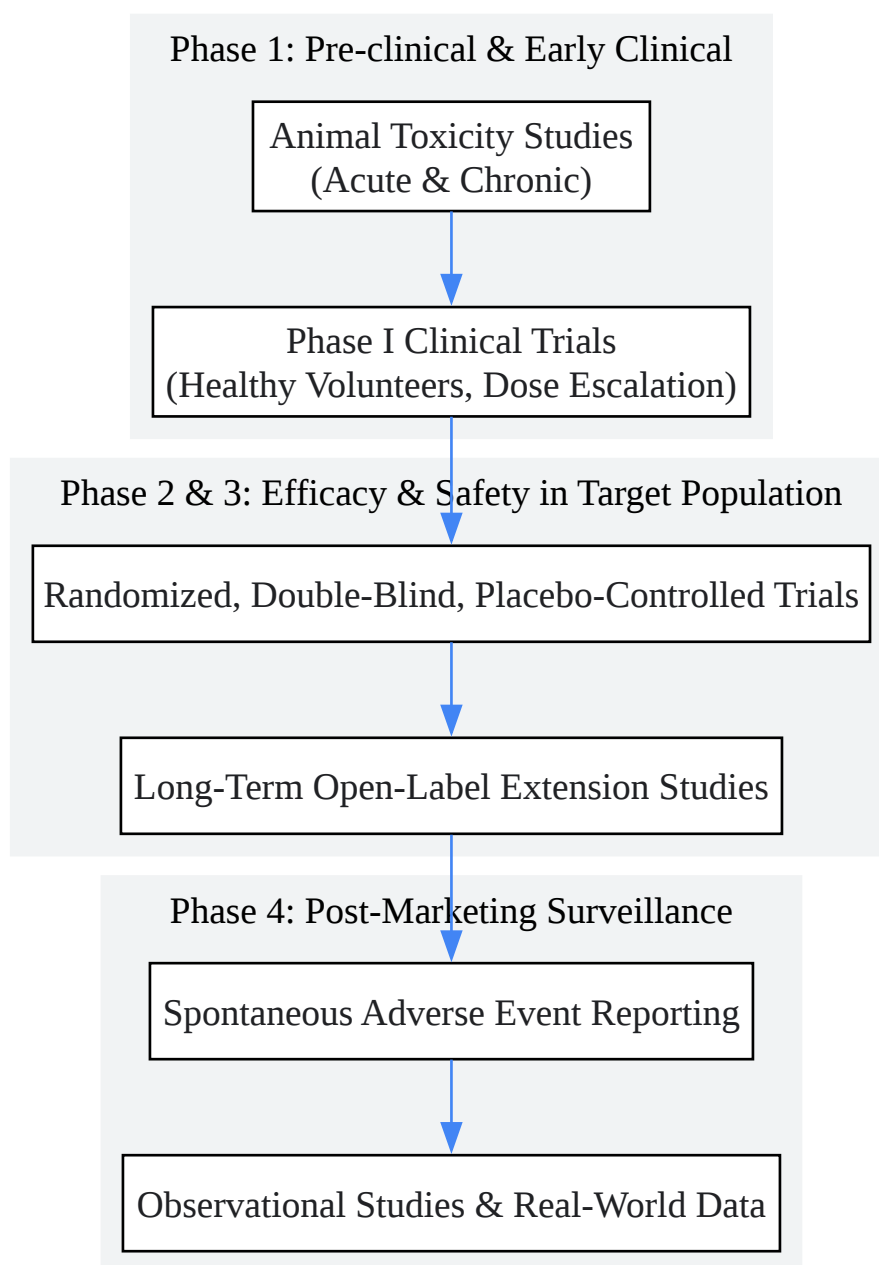 Phase 1: Pre-clinical & Early Clinical
Animal Toxicity Studies
(Acute & Chronic)
Phase I Clinical Trials
(Healthy Volunteers, Dose Escalation)
Phase 2 & 3: Efficacy & Safety in Target Population
Randomized, Double-Blind, Placebo-Controlled Trials
Long-Term Open-Label Extension Studies
Phase 4: Post-Marketing Surveillance
Spontaneous Adverse Event Reporting
Observational Studies & Real-World Data